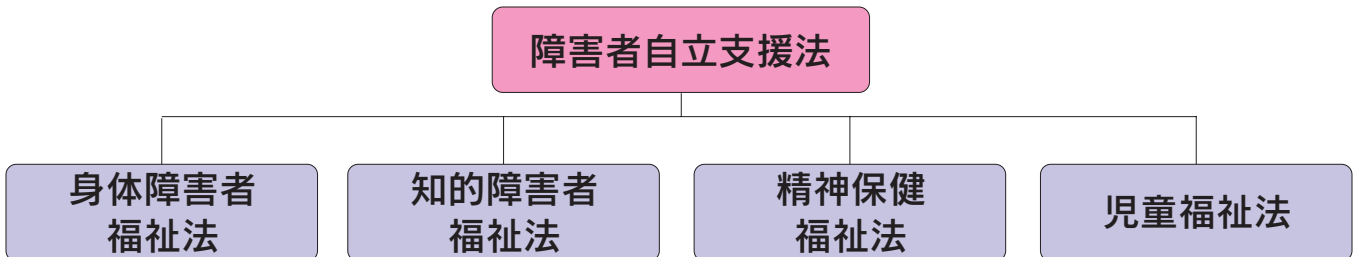 障害者自立支援法
身体障害者
福祉法
知的障害者
福祉法
精神保健
福祉法
児童福祉法